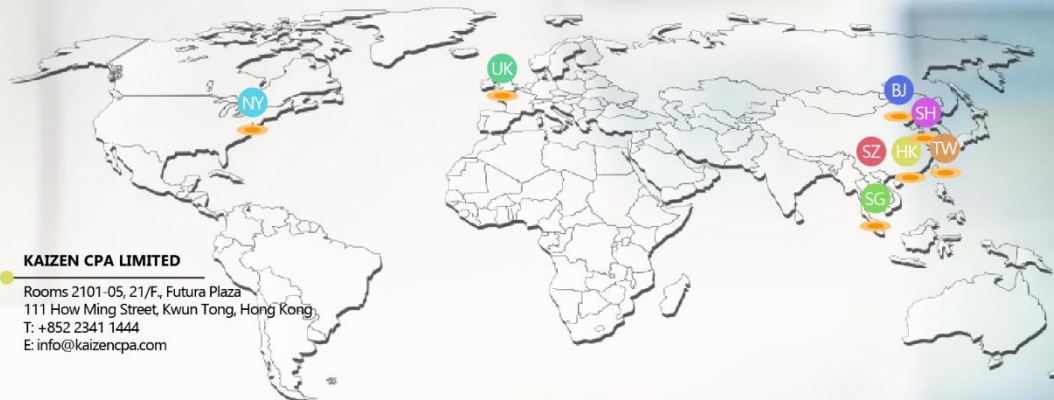 UK
NY
BJ
SH
SZ
HK
TW
SG
KAIZEN CPA LIMITED
Rooms 2101-05, 21/F., Futura Plaza
111 How Ming Street, Kwun Tong, Hong Kong
T: +852 2341 1444
E: info@kaizencpa.com